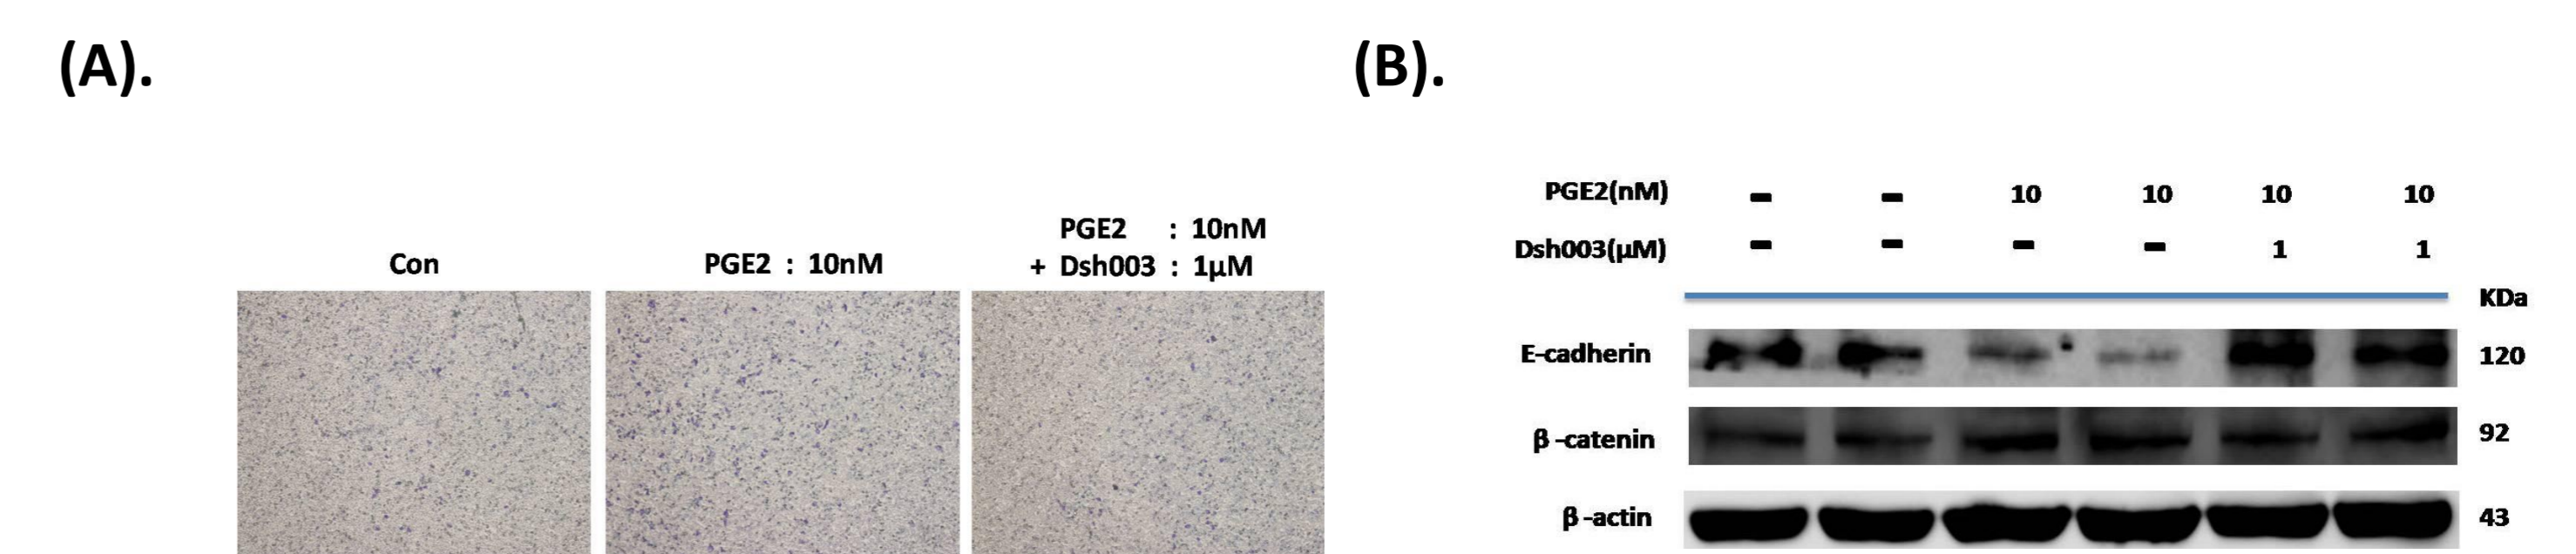 (A).
Con
PGE2 : 10nM
PGE2 : 10nM
+ Dsh003 : 1μM
(B).
PGE2(nM) - - 10 10 10 10
Dsh003(μM) - - - - 1 1
KDa
E-cadherin 120
β-catenin 92
β-actin 43